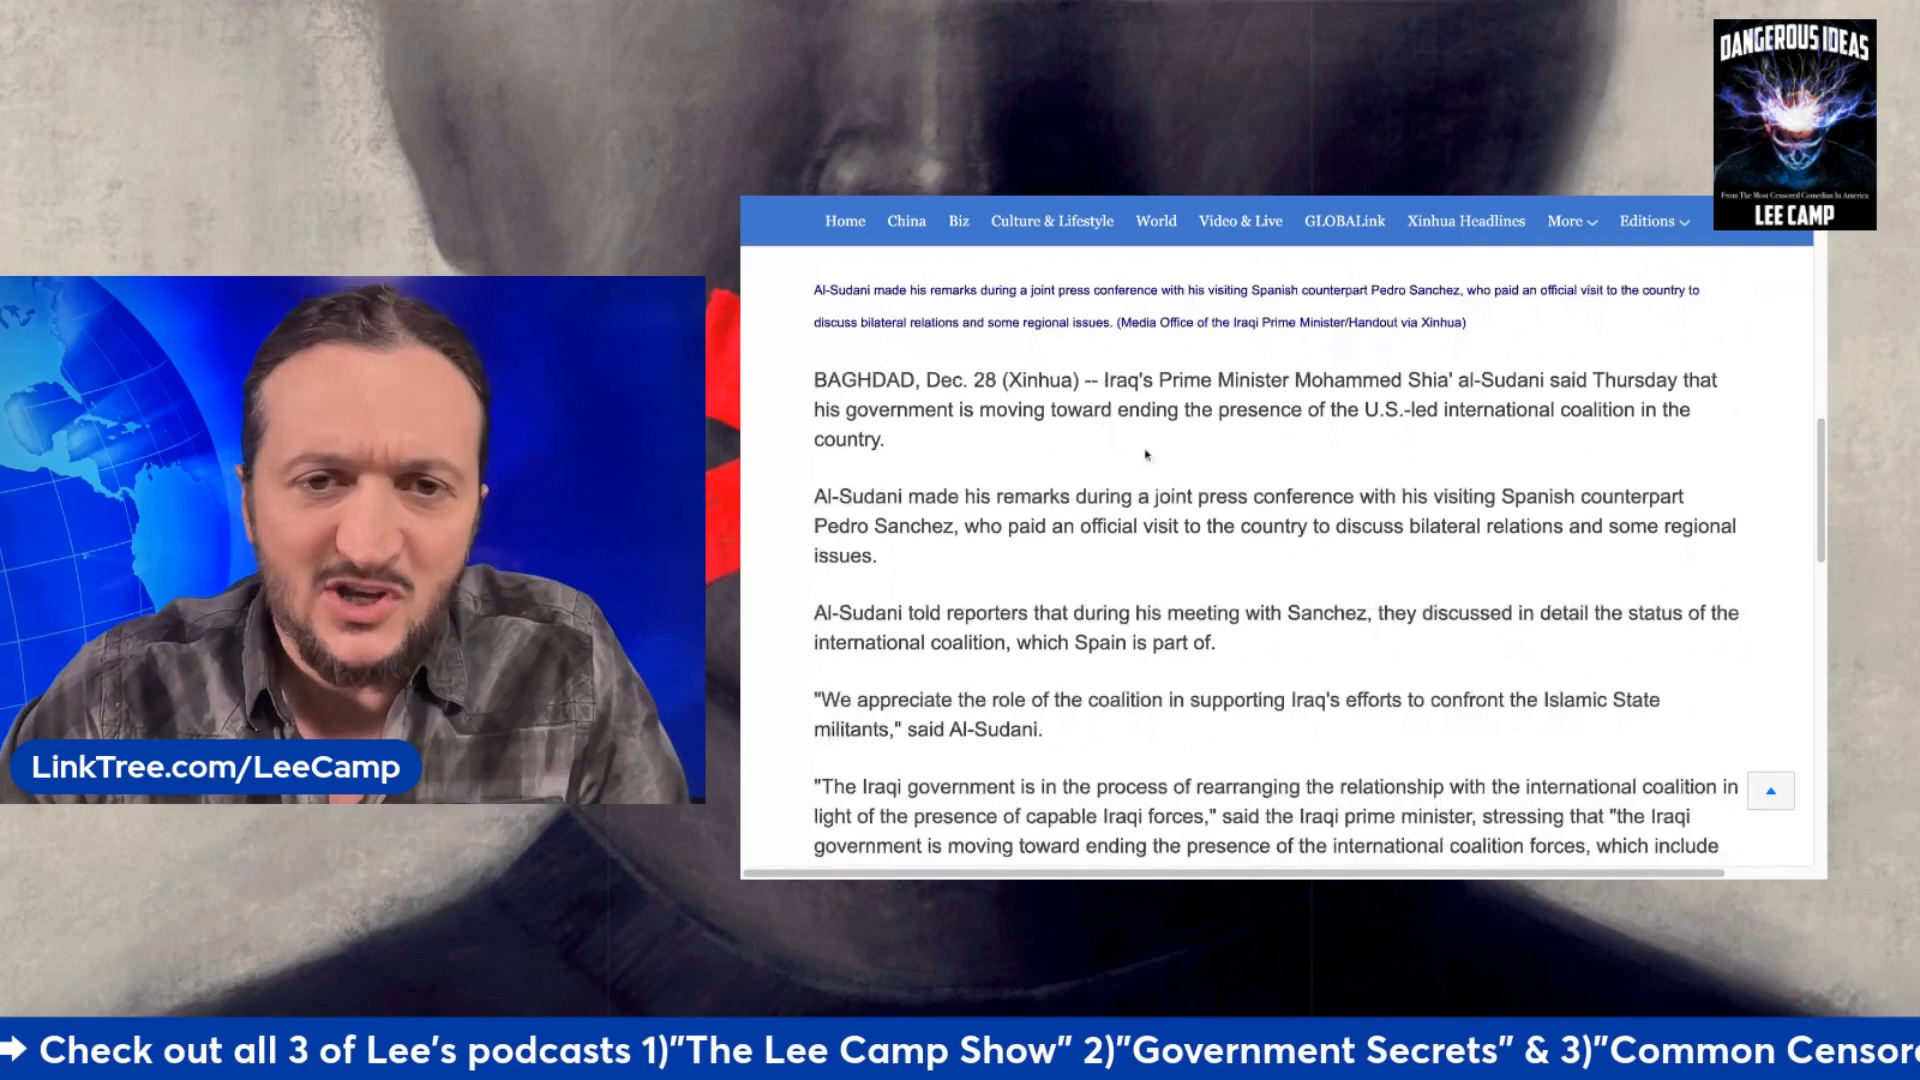 DANGEROUS IDEAS
From The Most Censored Comedian In America
LEE CAMP
Home China Biz Culture & Lifestyle World Video & Live GLOBALink Xinhua Headlines More Editions
Al-Sudani made his remarks during a joint press conference with his visiting Spanish counterpart Pedro Sanchez, who paid an official visit to the country to
discuss bilateral relations and some regional issues. (Media Office of the Iraqi Prime Minister/Handout via Xinhua)
BAGHDAD, Dec. 28 (Xinhua) -- Iraq's Prime Minister Mohammed Shia' al-Sudani said Thursday that
his government is moving toward ending the presence of the U.S.-led international coalition in the
country.
Al-Sudani made his remarks during a joint press conference with his visiting Spanish counterpart
Pedro Sanchez, who paid an official visit to the country to discuss bilateral relations and some regional
issues.
Al-Sudani told reporters that during his meeting with Sanchez, they discussed in detail the status of the
international coalition, which Spain is part of.
"We appreciate the role of the coalition in supporting Iraq's efforts to confront the Islamic State
militants," said Al-Sudani.
"The Iraqi government is in the process of rearranging the relationship with the international coalition in
light of the presence of capable Iraqi forces," said the Iraqi prime minister, stressing that "the Iraqi
government is moving toward ending the presence of the international coalition forces, which include
LinkTree.com/LeeCamp
➡ Check out all 3 of Lee's podcasts 1)"The Lee Camp Show" 2)"Government Secrets" & 3)"Common Censor